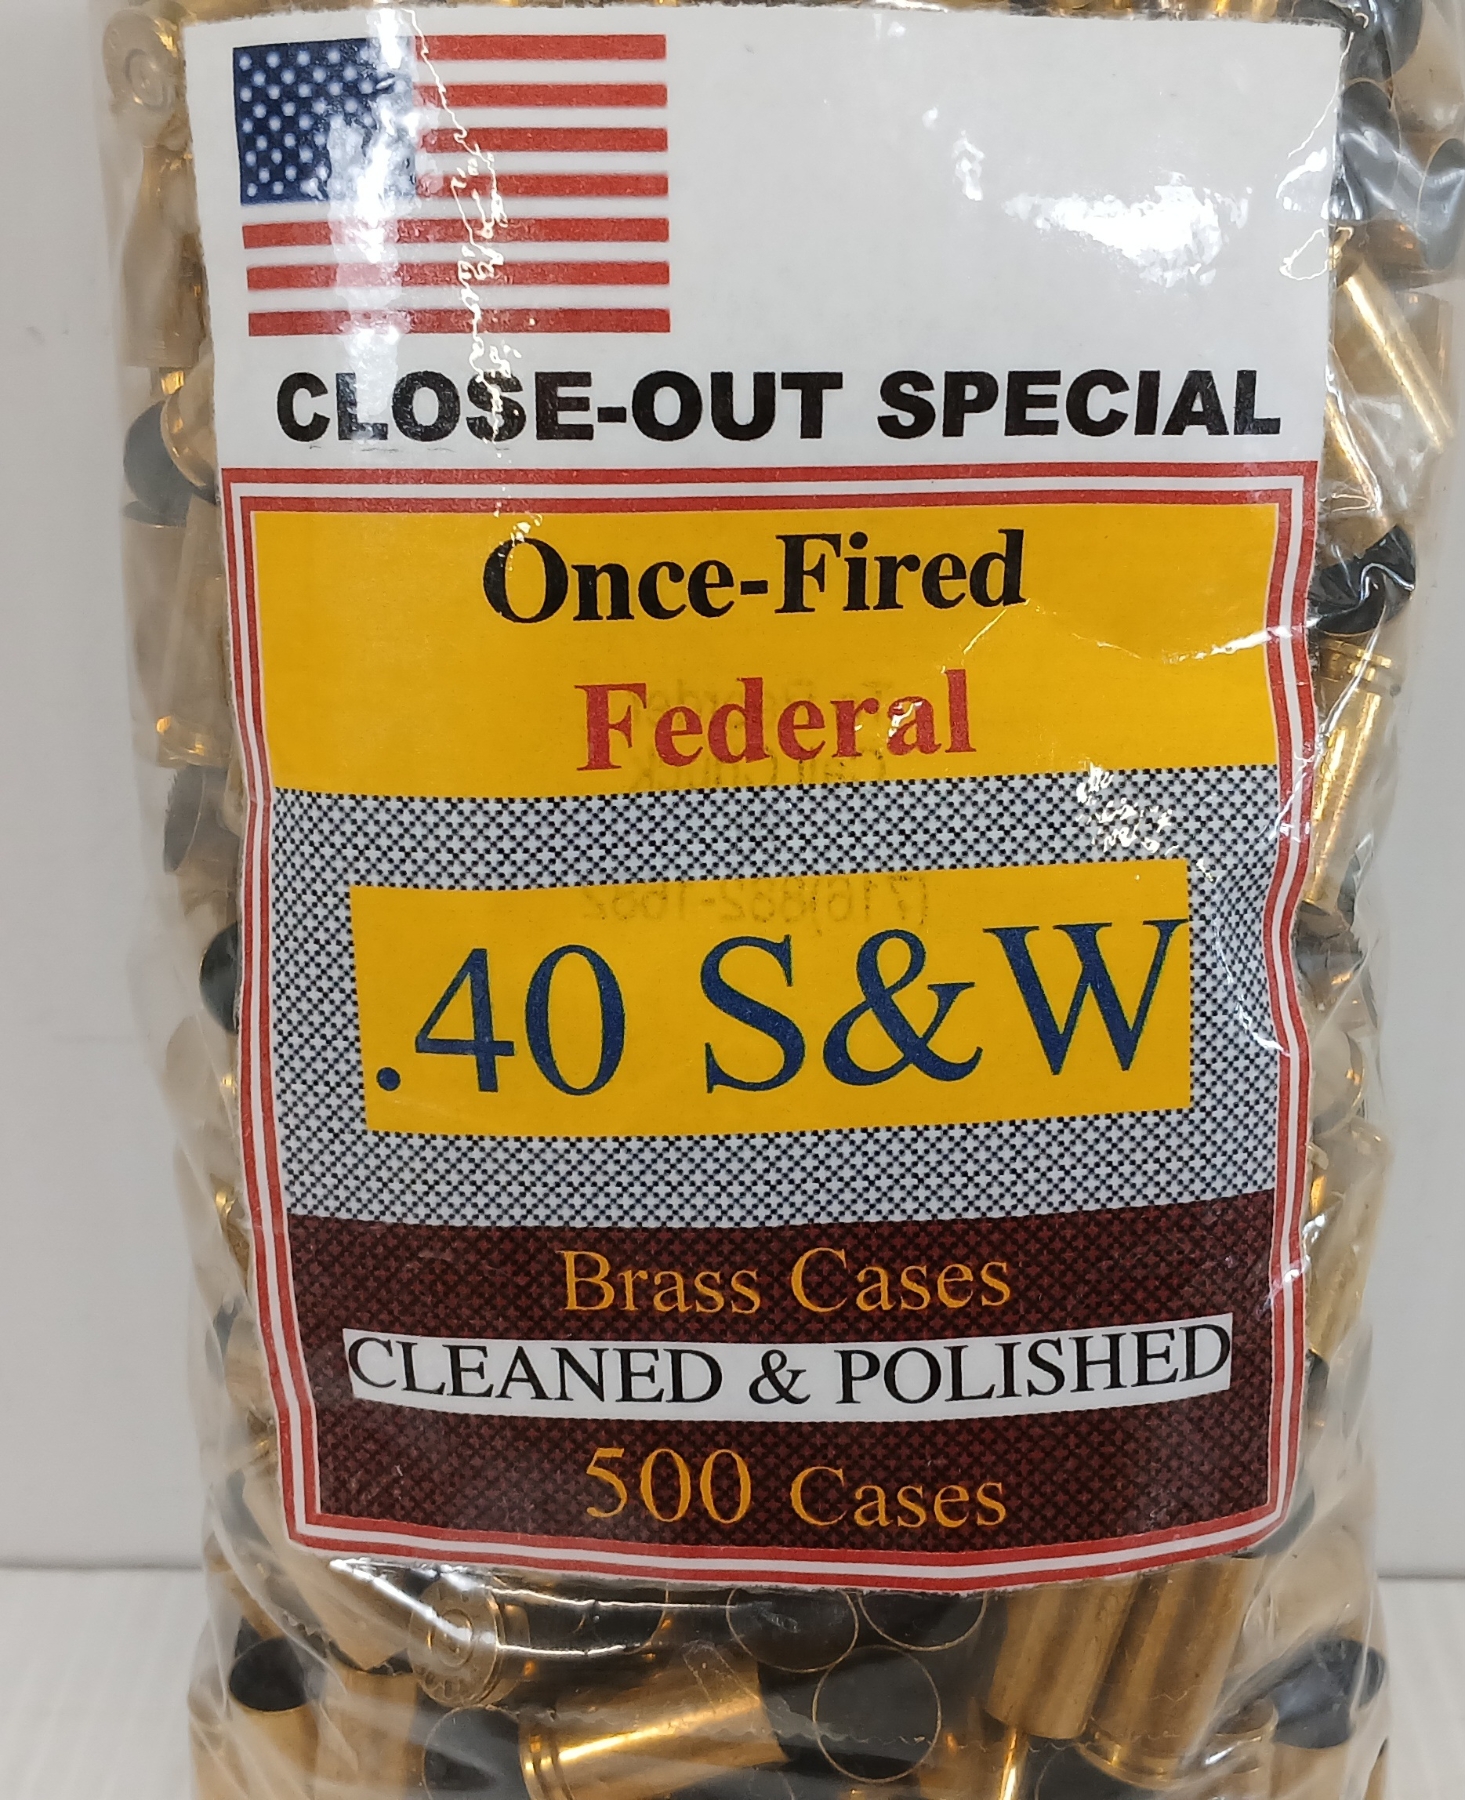 CLOSE-OUT SPECIAL
Once-Fired
Federal
.40 S&W
Brass Cases
CLEANED & POLISHED
500 Cases